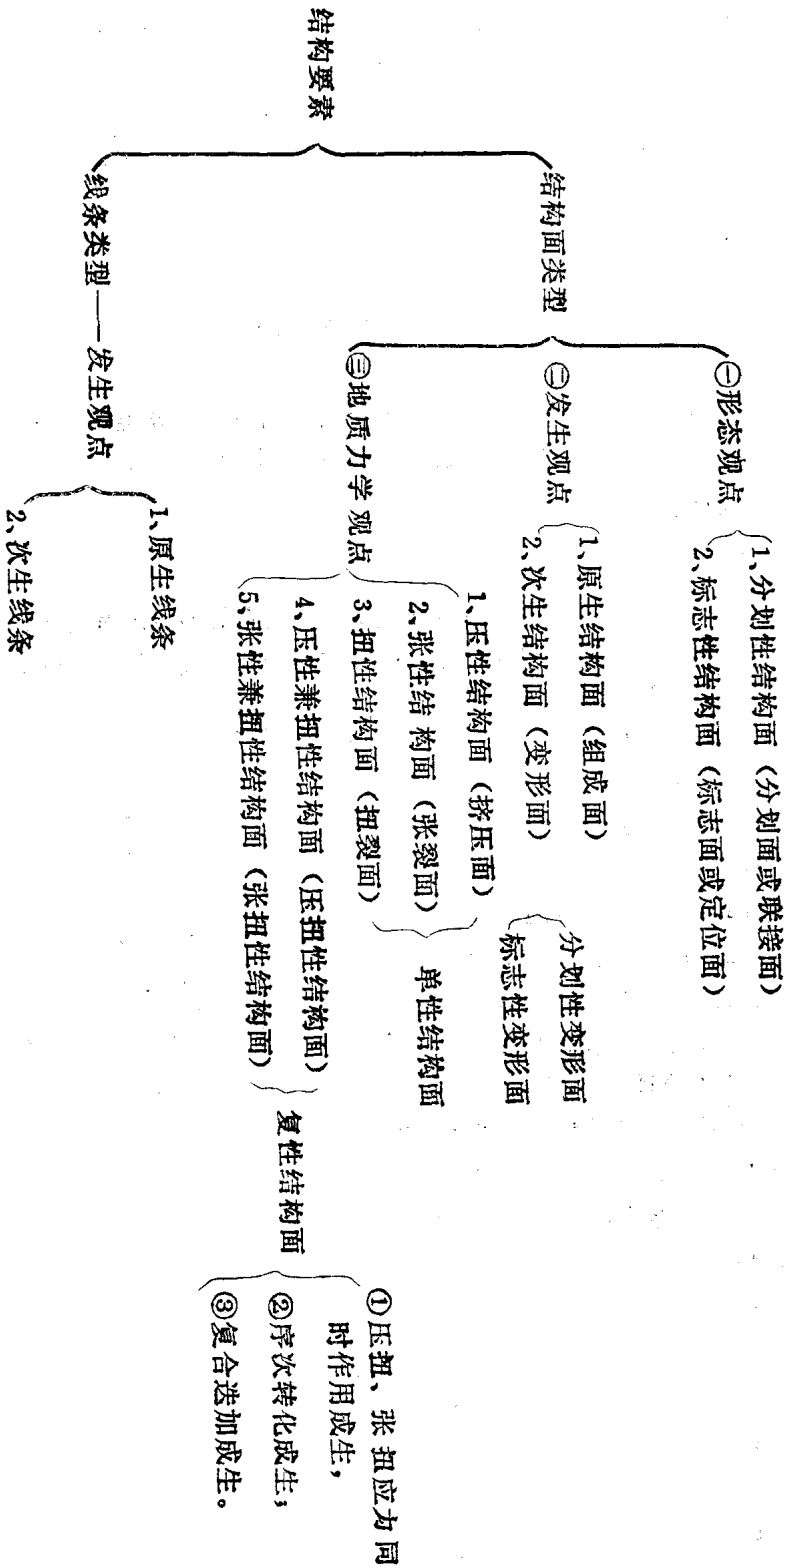 结构要素
结构面类型
㊀形态观点
1、分划性结构面（分划面或联接面）
2、标志性结构面（标志面或定位面）
㊁发生观点
1、原生结构面（组成面）
2、次生结构面（变形面）
分划性变形面
标志性变形面
㊂地质力学观点
1、压性结构面（挤压面）
2、张性结构面（张裂面）
3、扭性结构面（扭裂面）
单性结构面
4、压性兼扭性结构面（压扭性结构面）
5、张性兼扭性结构面（张扭性结构面）
复性结构面
①压扭、张扭应力同
时作用成生，
②序次转化成生；
③复合迭加成生。
线条类型——发生观点
1、原生线条
2、次生线条